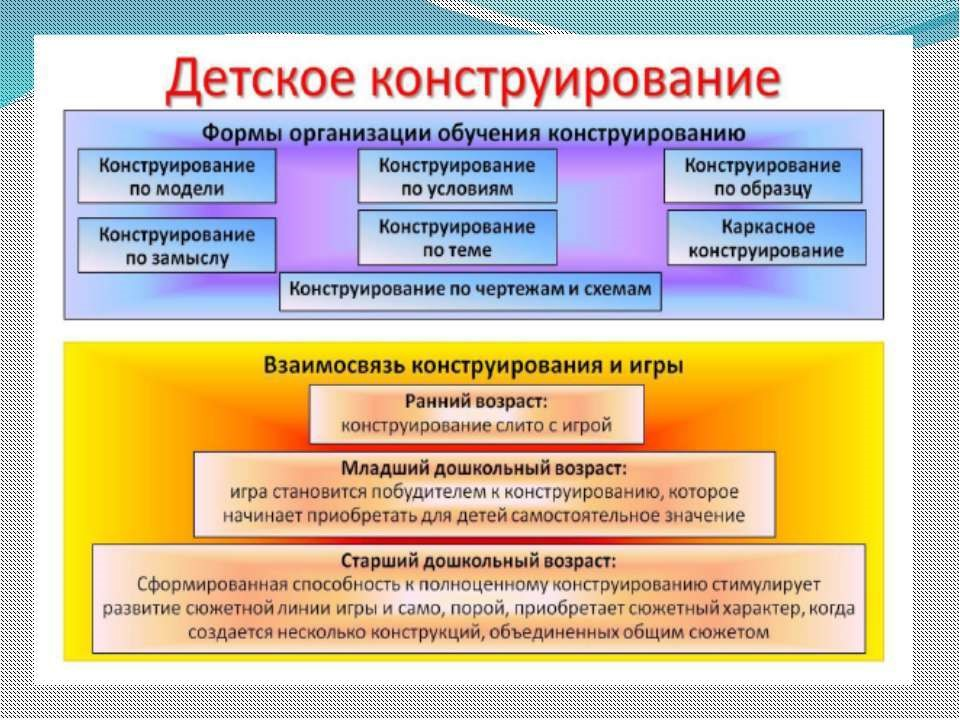 Детское конструирование
Формы организации обучения конструированию
Конструирование
по модели
Конструирование
по условиям
Конструирование
по образцу
Конструирование
по замыслу
Конструирование
по теме
Каркасное
конструирование
Конструирование по чертежам и схемам
Взаимосвязь конструирования и игры
Ранний возраст:
конструирование слито с игрой
Младший дошкольный возраст:
игра становится побудителем к конструированию, которое
начинает приобретать для детей самостоятельное значение
Старший дошкольный возраст:
Сформированная способность к полноценному конструированию стимулирует
развитие сюжетной линии игры и само, порой, приобретает сюжетный характер, когда
создается несколько конструкций, объединенных общим сюжетом